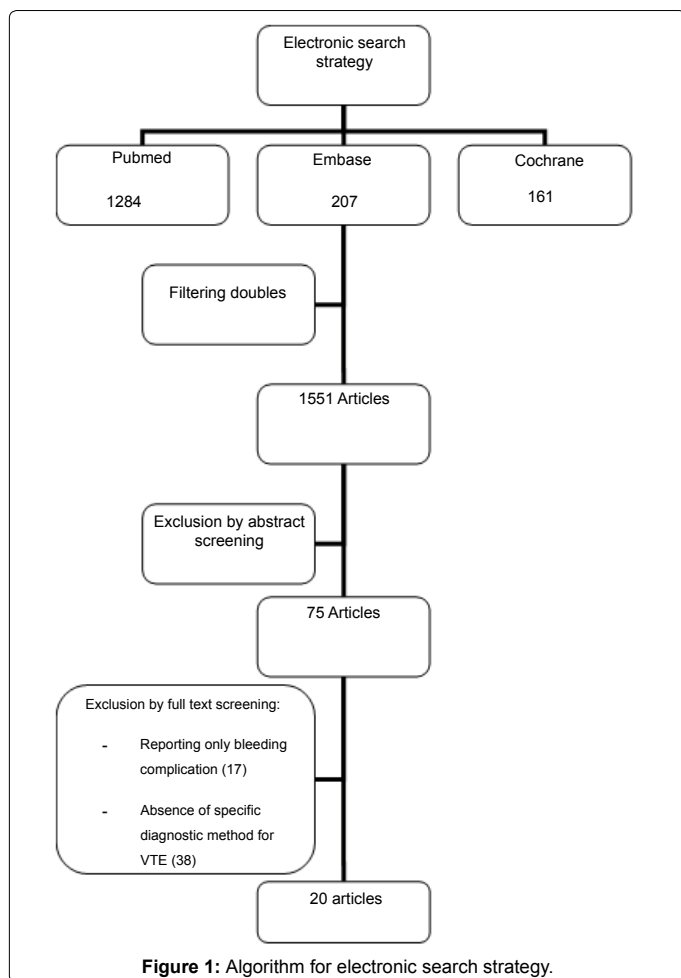 Electronic search
strategy
Pubmed
1284
Embase
207
Cochrane
161
Filtering doubles
1551 Articles
Exclusion by abstract
screening
75 Articles
Exclusion by full text screening:
- Reporting only bleeding
complication (17)
- Absence of specific
diagnostic method for
VTE (38)
20 articles
Figure 1: Algorithm for electronic search strategy.